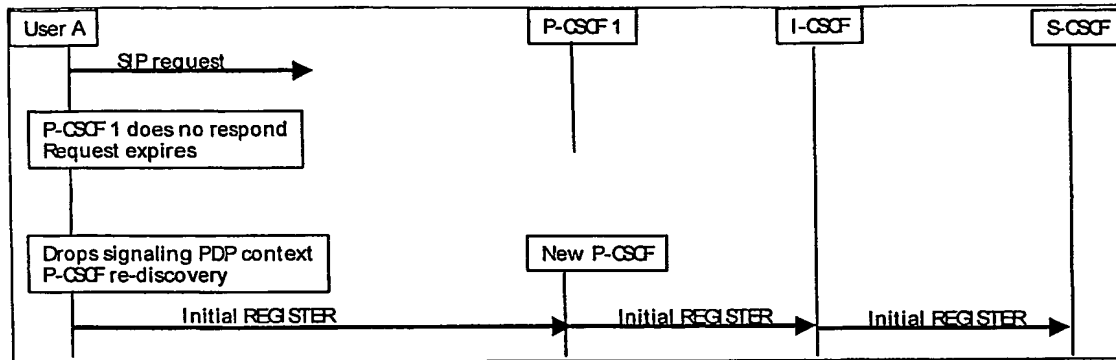 User A
P-CSCF 1
I-CSCF
S-CSCF
SIP request
P-CSCF 1 does no respond
Request expires
Drops signaling PDP context
P-CSCF re-discovery
New P-CSCF
Initial REGISTER
Initial REGISTER
Initial REGISTER